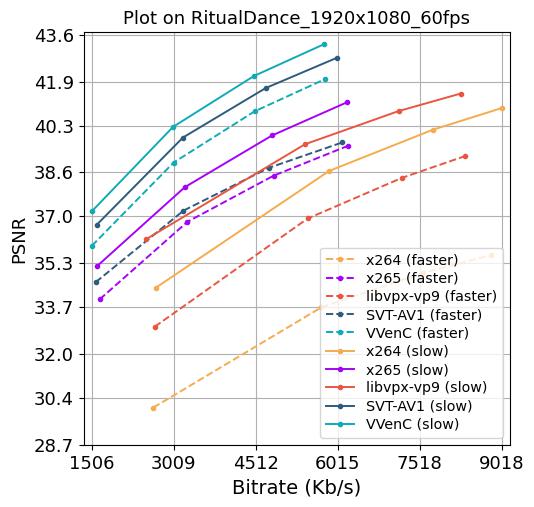 Plot on RitualDance_1920x1080_60fps
43.6
41.9
40.3
38.6
37.0
35.3
33.7
32.0
30.4
28.7
PSNR
x264 (faster)
x265 (faster)
libvpx-vp9 (faster)
SVT-AV1 (faster)
VVenC (faster)
x264 (slow)
x265 (slow)
libvpx-vp9 (slow)
SVT-AV1 (slow)
VVenC (slow)
1506 3009 4512 6015 7518 9018
Bitrate (Kb/s)